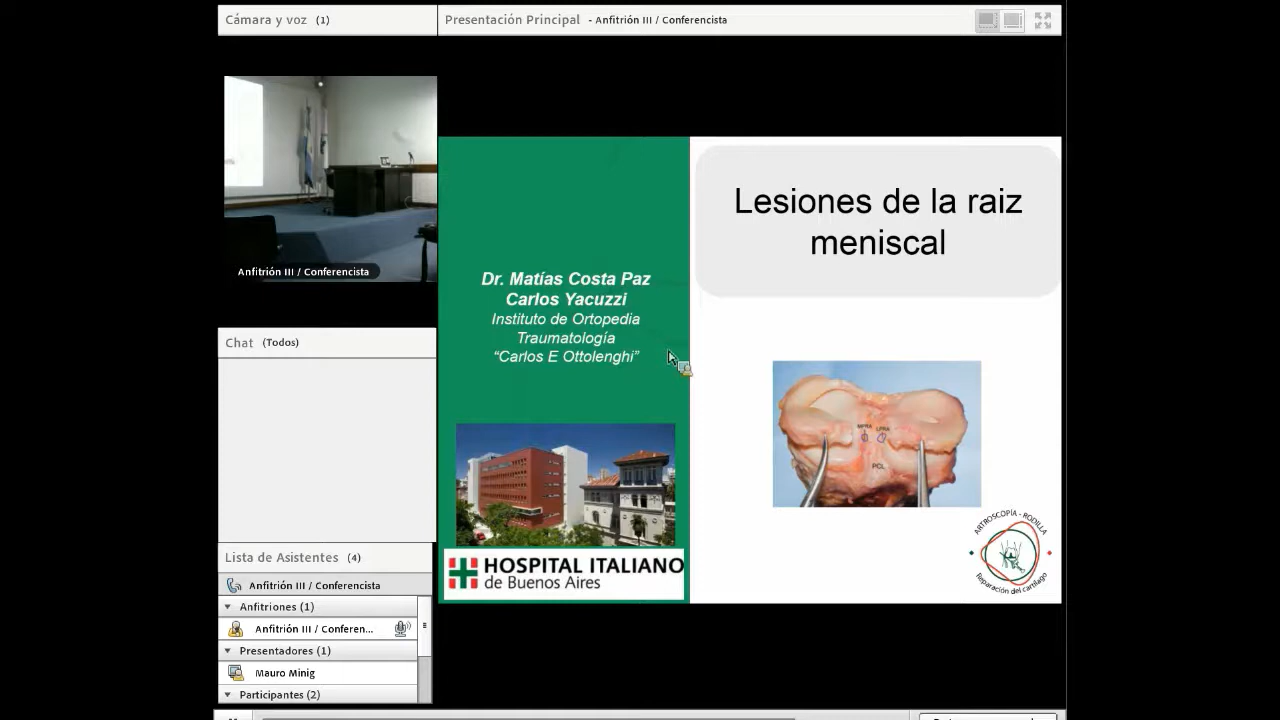 Cámara y voz (1)
Presentación Principal - Anfitrión III / Conferencista
Anfitrión III / Conferencista
Chat (Todos)
Lista de Asistentes (4)
Anfitrión III / Conferencista
Anfitriones (1)
Anfitrión III / Conferen...
Presentadores (1)
Mauro Minig
Participantes (2)
Dr. Matías Costa Paz
Carlos Yacuzzi
Instituto de Ortopedia
Traumatología
“Carlos E Ottolenghi”
HOSPITAL ITALIANO
de Buenos Aires
Lesiones de la raiz
meniscal
MPRA LPRA
PCL
ARTROSCOPÍA - RODILLA
Reparación del cartílago